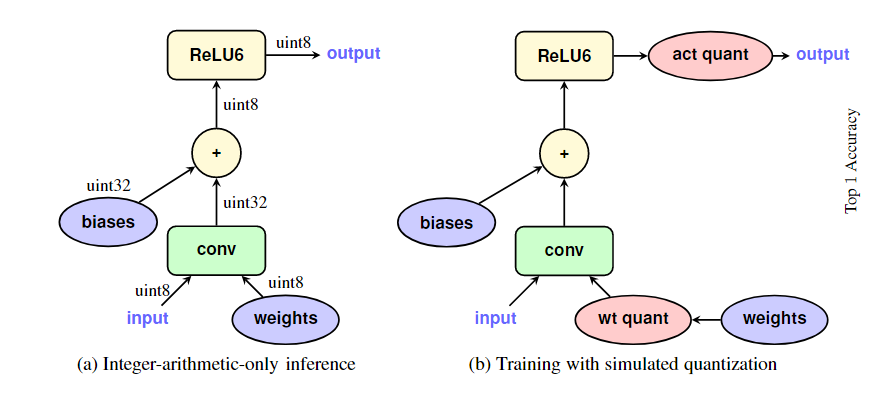 ReLU6
uint8
output
uint8
+
uint32
biases
uint32
conv
uint8
uint8
input
weights
(a) Integer-arithmetic-only inference
ReLU6
act quant
output
+
biases
conv
input
wt quant
weights
(b) Training with simulated quantization
Top 1 Accuracy